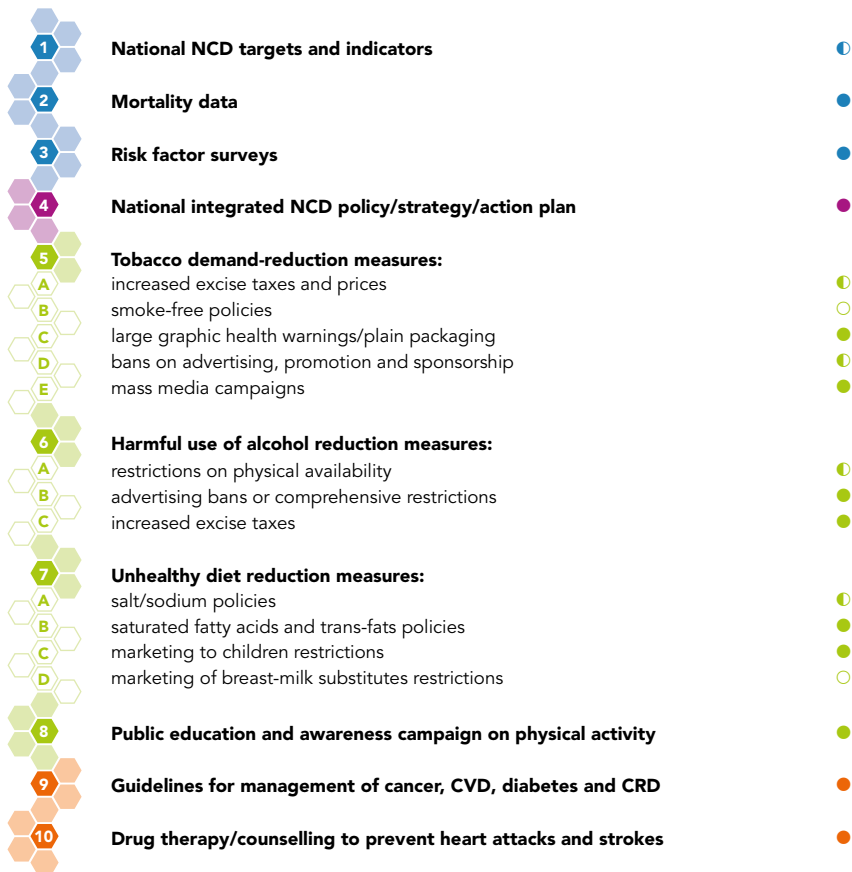 1 National NCD targets and indicators
2 Mortality data
3 Risk factor surveys
4 National integrated NCD policy/strategy/action plan
5 Tobacco demand-reduction measures:
A increased excise taxes and prices
B smoke-free policies
C large graphic health warnings/plain packaging
D bans on advertising, promotion and sponsorship
E mass media campaigns
6 Harmful use of alcohol reduction measures:
A restrictions on physical availability
B advertising bans or comprehensive restrictions
C increased excise taxes
7 Unhealthy diet reduction measures:
A salt/sodium policies
B saturated fatty acids and trans-fats policies
C marketing to children restrictions
D marketing of breast-milk substitutes restrictions
8 Public education and awareness campaign on physical activity
9 Guidelines for management of cancer, CVD, diabetes and CRD
10 Drug therapy/counselling to prevent heart attacks and strokes